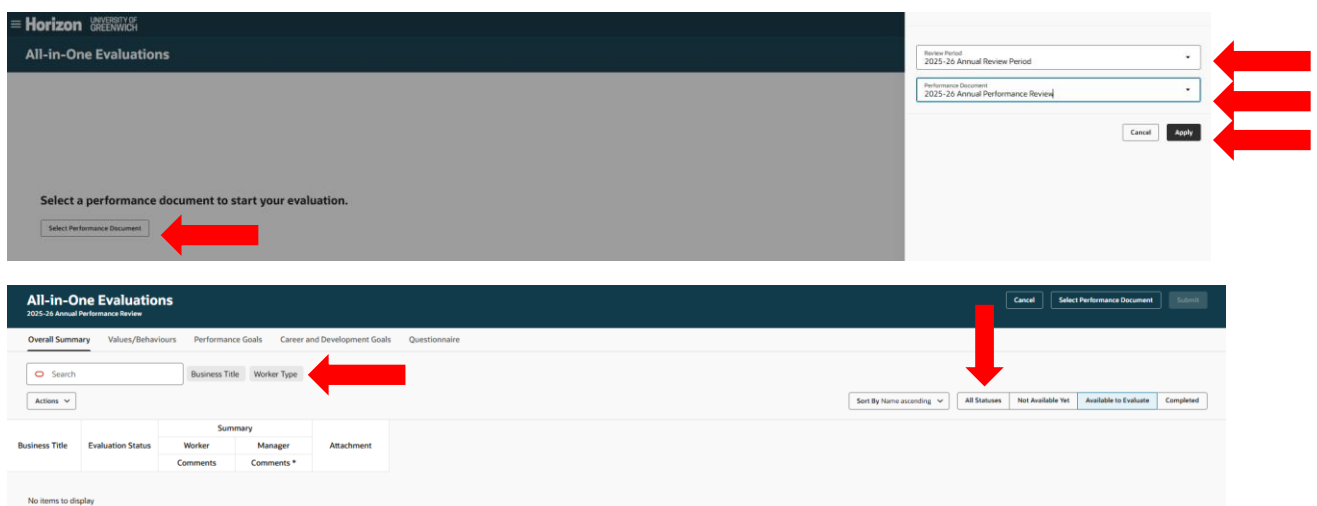 Horizon UNIVERSITY OF GREENWICH
All-in-One Evaluations
Review Period
2025-26 Annual Review Period
Performance Document
2025-26 Annual Performance Review
Cancel Apply
Select a performance document to start your evaluation.
Select Performance Document
All-in-One Evaluations
2025-26 Annual Performance Review
Cancel Select Performance Document Submit
Overall Summary Values/Behaviours Performance Goals Career and Development Goals Questionnaire
Search Business Title Worker Type
Actions Sort By Name ascending All Statuses Not Available Yet Available to Evaluate Completed
Summary
Business Title Evaluation Status Worker Manager Attachment
Comments Comments *
No items to display